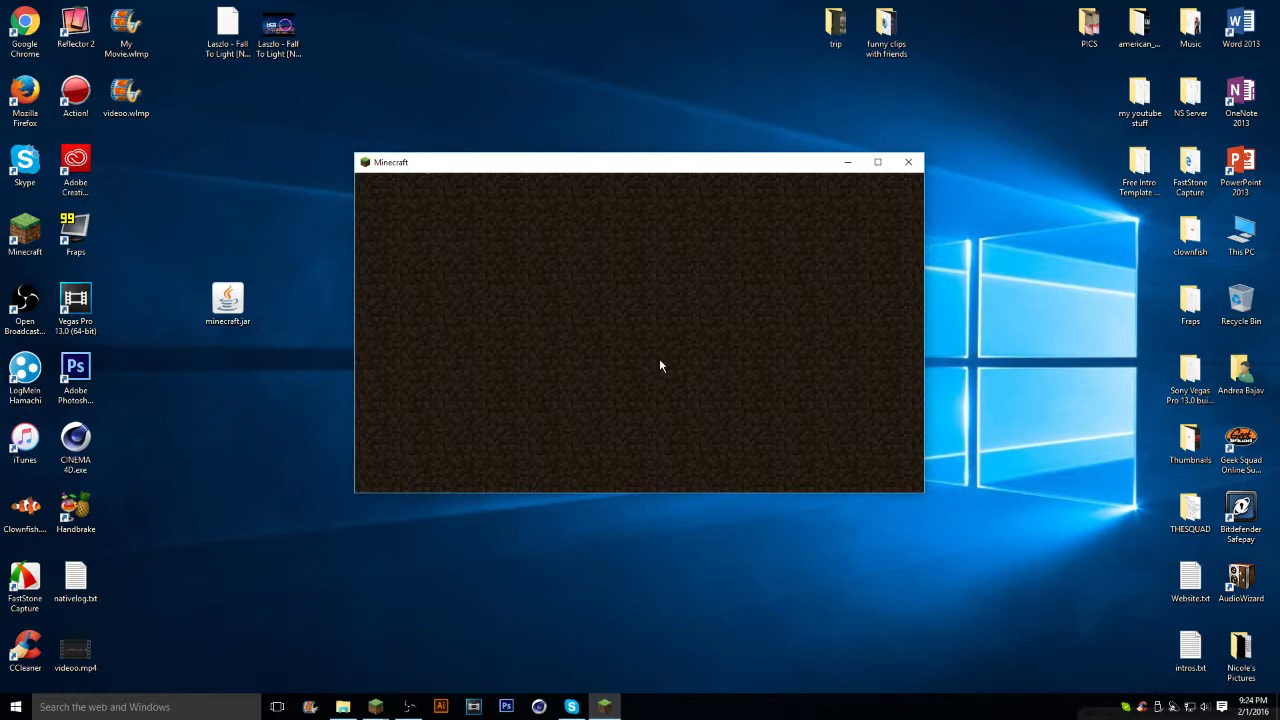 Google
Chrome
Reflector 2
My
Movie.wlmp
Laszlo - Fall
To Light [N...
Laszlo - Fall
To Light [N...
trip
funny clips
with friends
PICS
american_...
Music
Word 2013
Mozilla
Firefox
Action!
videoo.wlmp
my youtube
stuff
NS Server
OneNote
2013
Minecraft
Skype
Adobe
Creati...
Free Intro
Template ...
FastStone
Capture
PowerPoint
2013
99
Minecraft
Fraps
clownfish
This PC
Open
Broadcast...
Vegas Pro
13.0 (64-bit)
minecraft.jar
Fraps
Recycle Bin
LogMeIn
Hamachi
Ps
Adobe
Photosh...
Sony Vegas
Pro 13.0 bui...
Andrea Bajav
iTunes
CINEMA
4D.exe
Thumbnails
Geek Squad
Online Su...
Clownfish....
Handbrake
THESQUAD
Bitdefender
Safepay
FastStone
Capture
nativelog.txt
Website.txt
AudioWizard
CCleaner
videoo.mp4
intros.txt
Nicole's
Pictures
Search the web and Windows
Ai
Ps
9:24 PM
2/1/2016